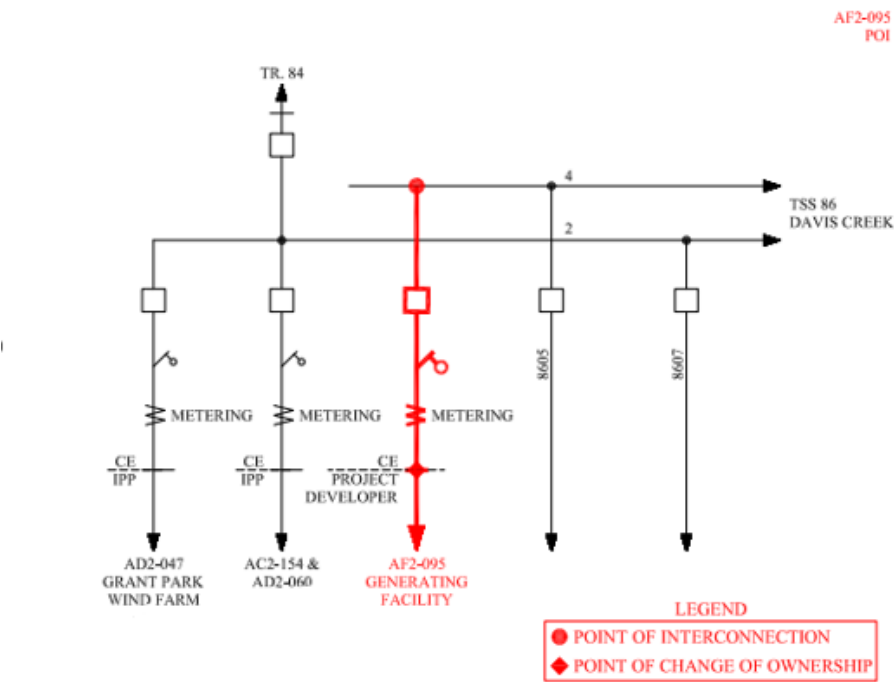 AF2-095
POI
TR. 84
4
TSS 86
DAVIS CREEK
2
8605
8607
METERING
METERING
METERING
CE
IPP
CE
IPP
CE
PROJECT
DEVELOPER
AD2-047
GRANT PARK
WIND FARM
AC2-154 &
AD2-060
AF2-095
GENERATING
FACILITY
LEGEND
POINT OF INTERCONNECTION
POINT OF CHANGE OF OWNERSHIP